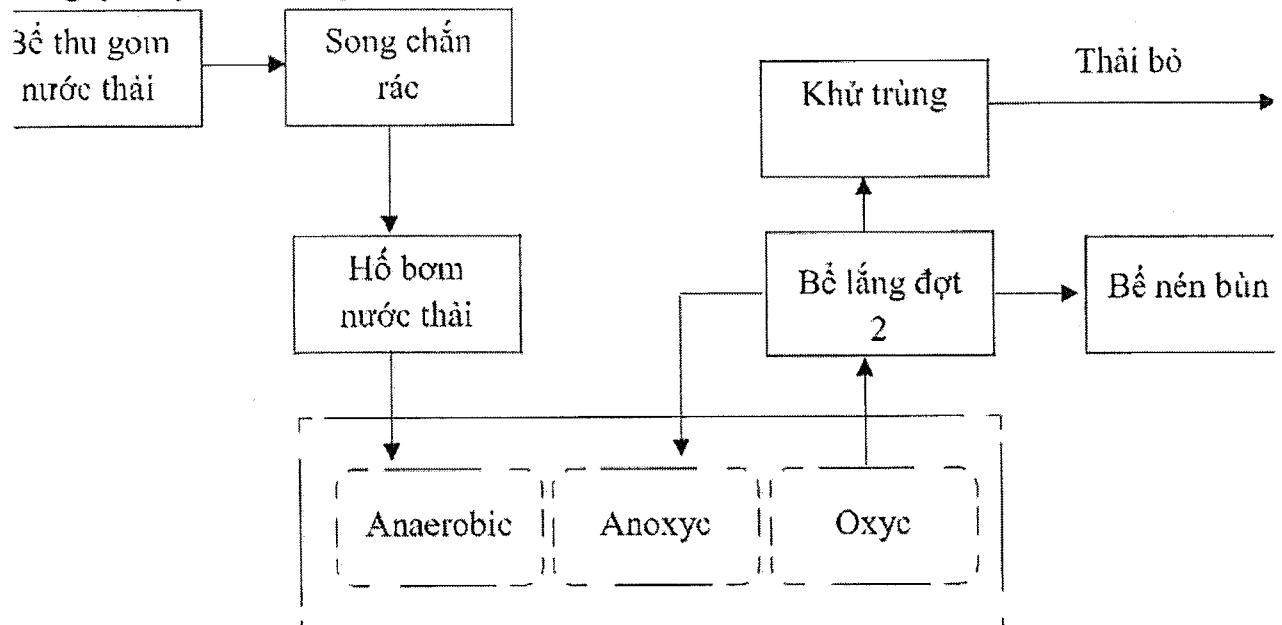 Bể thu gom
nước thải
Song chắn
rác
Khử trùng
Thải bỏ
Hố bơm
nước thải
Bể lắng đợt
2
Bể nén bùn
Anaerobic
Anoxyc
Oxyc